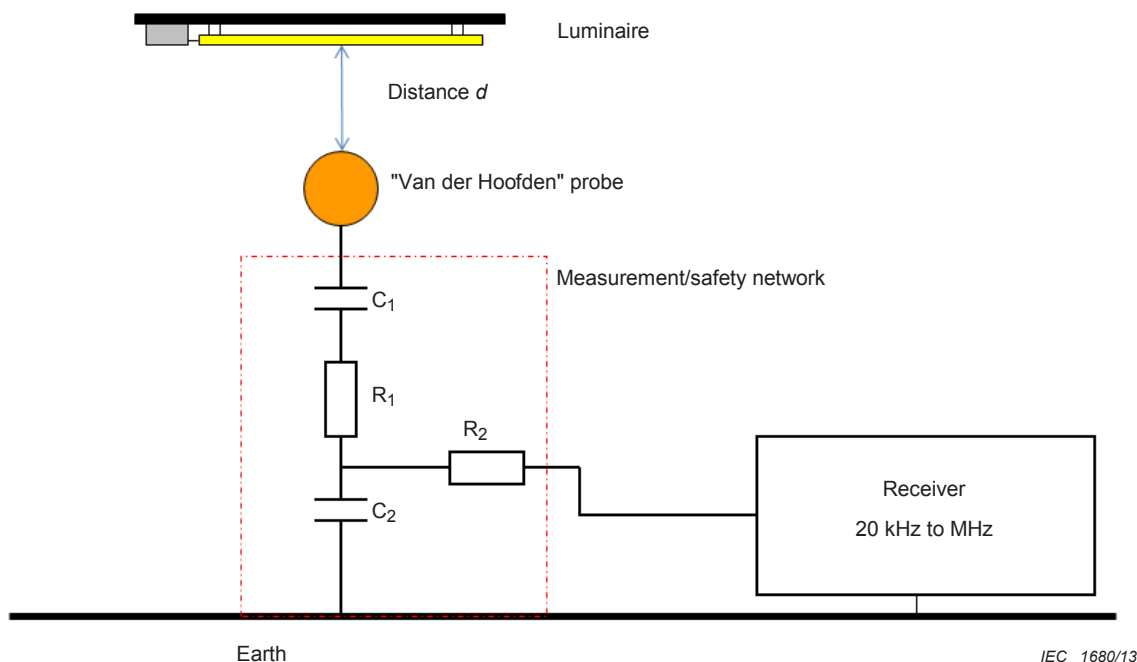 Luminaire
Distance d
"Van der Hoofden" probe
Measurement/safety network
C1
R1
R2
C2
Receiver
20 kHz to MHz
Earth
IEC 1680/13